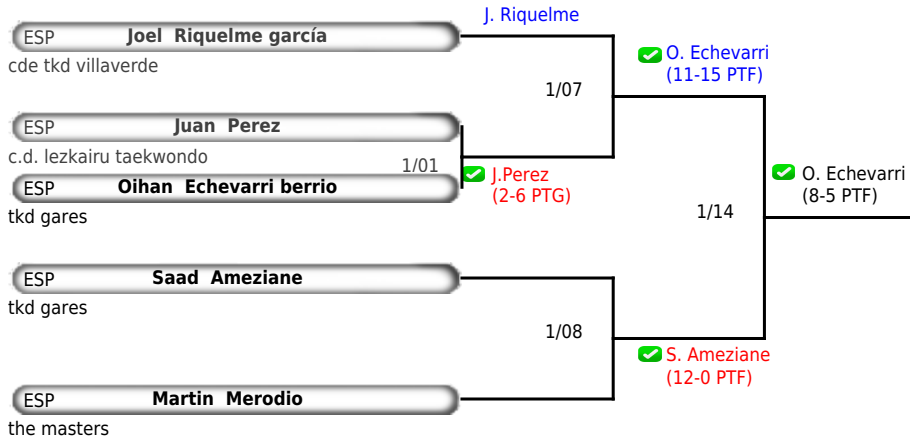 J. Riquelme
ESP Joel Riquelme garcía
cde tkd villaverde
O. Echevarri
(11-15 PTF)
1/07
ESP Juan Perez
c.d. lezkairu taekwondo
1/01
J.Perez
(2-6 PTG)
ESP Oihan Echevarri berrio
tkd gares
O. Echevarri
(8-5 PTF)
1/14
ESP Saad Ameziane
tkd gares
1/08
S. Ameziane
(12-0 PTF)
ESP Martin Merodio
the masters